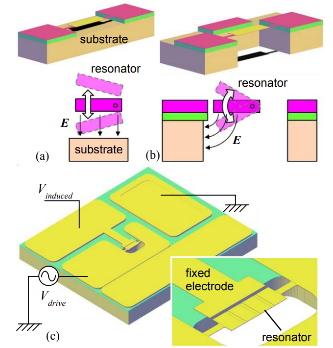 substrate
resonator
resonator
E
E
(a)
substrate
(b)
V induced
V drive
fixed
electrode
resonator
(c)